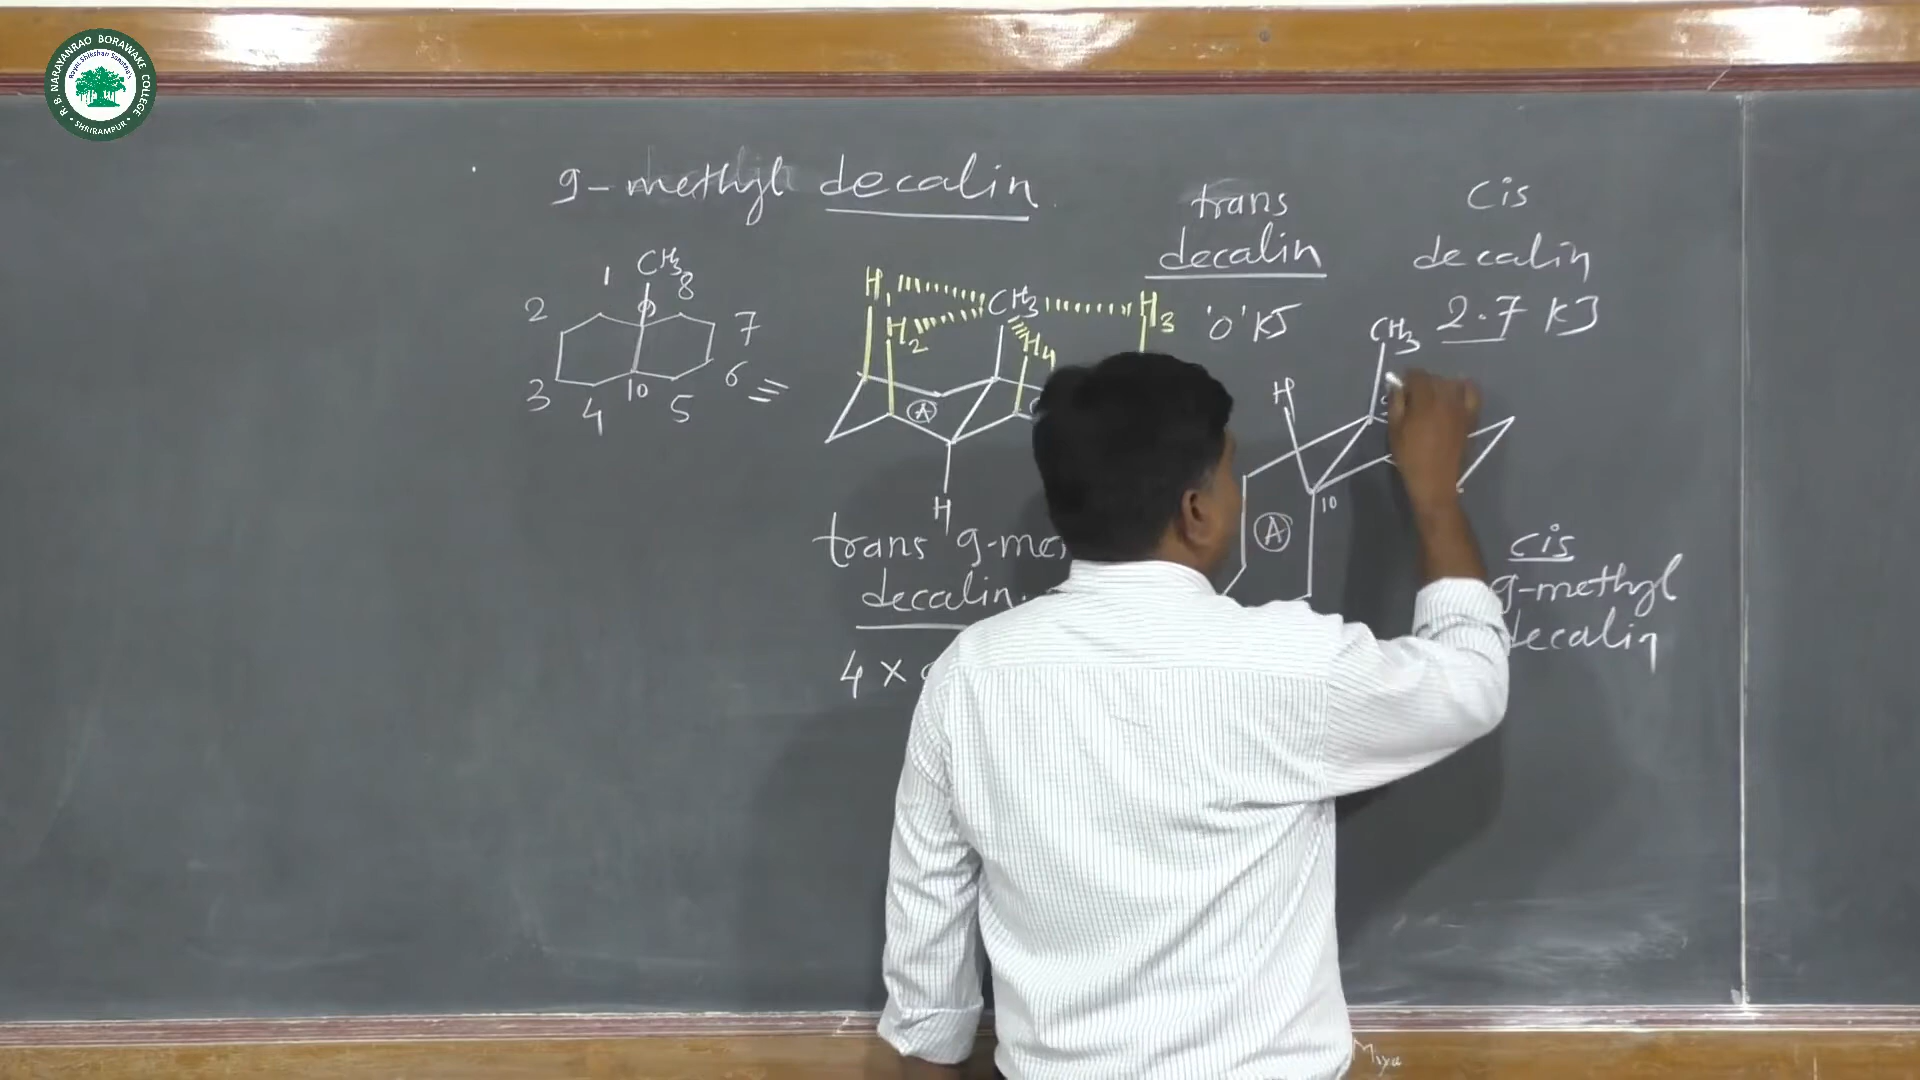 R. B. NARAYANRAO BORAWAKE COLLEGE
• SHRIRAMPUR •
9-methyl decalin
trans
decalin
'0' KJ
Cis
decalin
2.7 KJ
CH3
1
2
3
4
5
6
7
8
9
10
H
H2
CH3
H3
H4
A
H
trans 9-me
decalin.
4 ×
CH3
H
10
A
cis
9-methyl
decalin